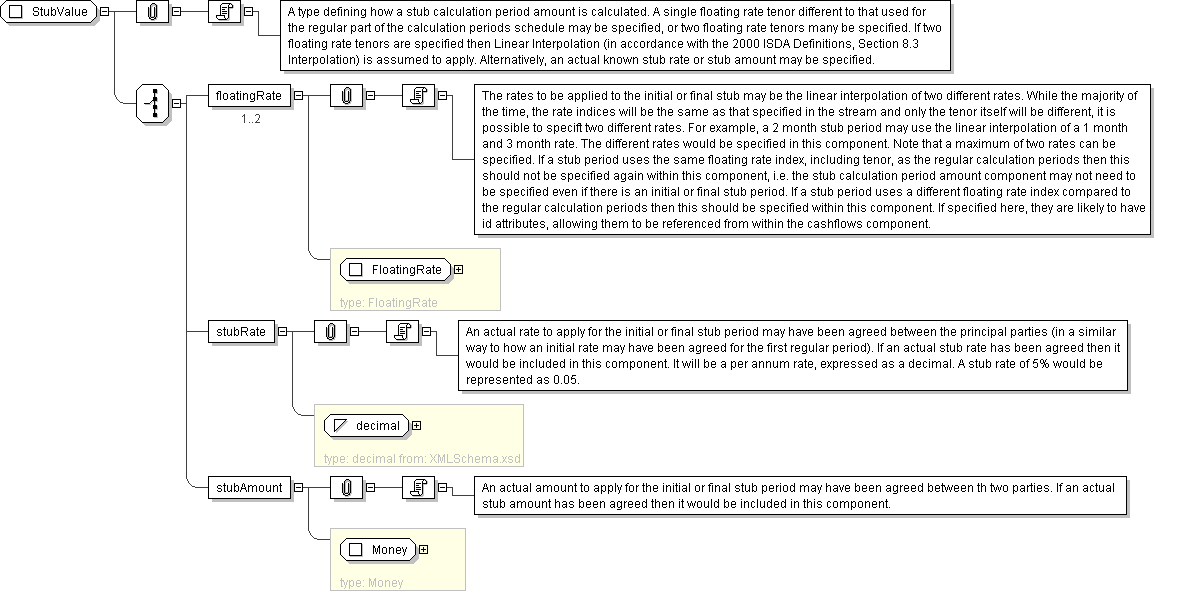 StubValue
A type defining how a stub calculation period amount is calculated. A single floating rate tenor different to that used for
the regular part of the calculation periods schedule may be specified, or two floating rate tenors many be specified. If two
floating rate tenors are specified then Linear Interpolation (in accordance with the 2000 ISDA Definitions, Section 8.3
Interpolation) is assumed to apply. Alternatively, an actual known stub rate or stub amount may be specified.
floatingRate
1..2
The rates to be applied to the initial or final stub may be the linear interpolation of two different rates. While the majority of
the time, the rate indices will be the same as that specified in the stream and only the tenor itself will be different, it is
possible to specift two different rates. For example, a 2 month stub period may use the linear interpolation of a 1 month
and 3 month rate. The different rates would be specified in this component. Note that a maximum of two rates can be
specified. If a stub period uses the same floating rate index, including tenor, as the regular calculation periods then this
should not be specified again within this component, i.e. the stub calculation period amount component may not need to
be specified even if there is an initial or final stub period. If a stub period uses a different floating rate index compared to
the regular calculation periods then this should be specified within this component. If specified here, they are likely to have
id attributes, allowing them to be referenced from within the cashflows component.
FloatingRate
type: FloatingRate
stubRate
An actual rate to apply for the initial or final stub period may have been agreed between the principal parties (in a similar
way to how an initial rate may have been agreed for the first regular period). If an actual stub rate has been agreed then it
would be included in this component. It will be a per annum rate, expressed as a decimal. A stub rate of 5% would be
represented as 0.05.
decimal
type: decimal from: XMLSchema.xsd
stubAmount
An actual amount to apply for the initial or final stub period may have been agreed between th two parties. If an actual
stub amount has been agreed then it would be included in this component.
Money
type: Money